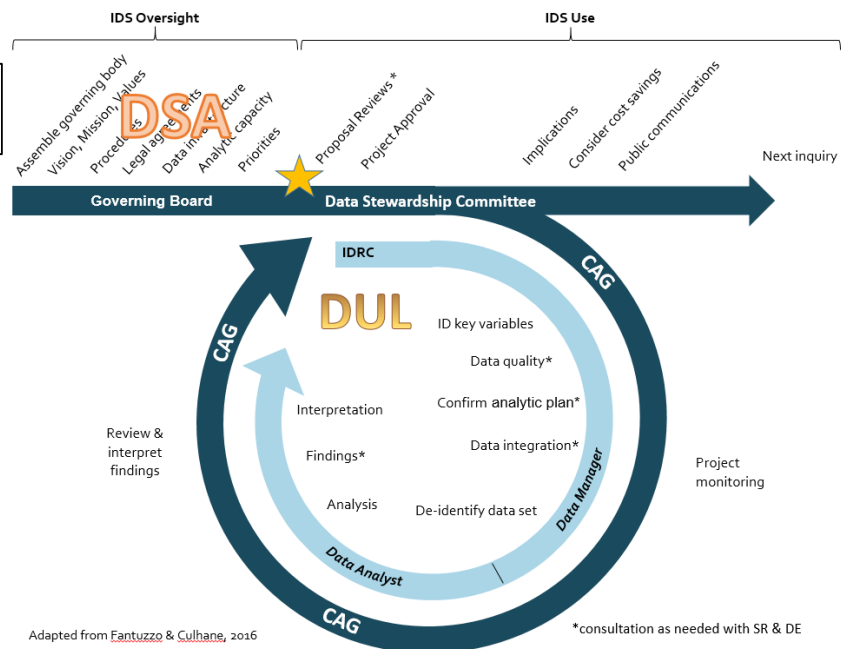 IDS Oversight
IDS Use
Assemble governing body
Vision, Mission, Values
Procedures
Legal agreements
Analytic capacity
Priorities
DSA
Proposal Reviews *
Project Approval
Implications
Consider cost savings
Public communications
Next inquiry
Governing Board
Data Stewardship Committee
IDRC
CAG
DUL
CAG
ID key variables
Data quality*
Confirm analytic plan*
Data integration*
De-identify data set
Data Manager
Interpretation
Findings*
Analysis
Data Analyst
Review &
interpret
findings
Project
monitoring
CAG
Adapted from Fantuzzo & Culhane, 2016
*consultation as needed with SR & DE